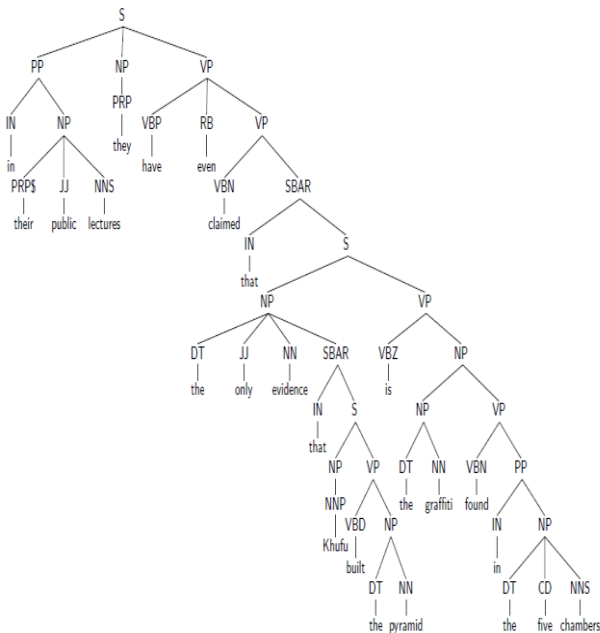 S
PP NP VP
PRP
IN NP VBP RB VP
they
in have even
PRP$ JJ NNS VBN SBAR
their public lectures claimed
IN S
that
NP VP
DT JJ NN SBAR VBZ NP
the only evidence is
IN S NP VP
that
NP VP DT NN VBN PP
NNP the graffiti found
VBD NP IN NP
Khufu
built in
DT NN DT CD NNS
the pyramid the five chambers